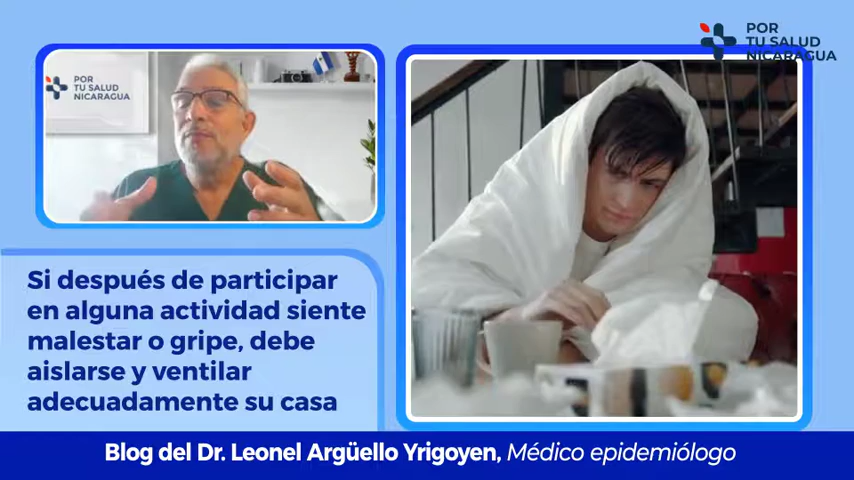 POR
TU SALUD
NICARAGUA
POR
TU SALUD
NICARAGUA
Si después de participar
en alguna actividad siente
malestar o gripe, debe
aislarse y ventilar
adecuadamente su casa
Blog del Dr. Leonel Argüello Yrigoyen, Médico epidemiólogo